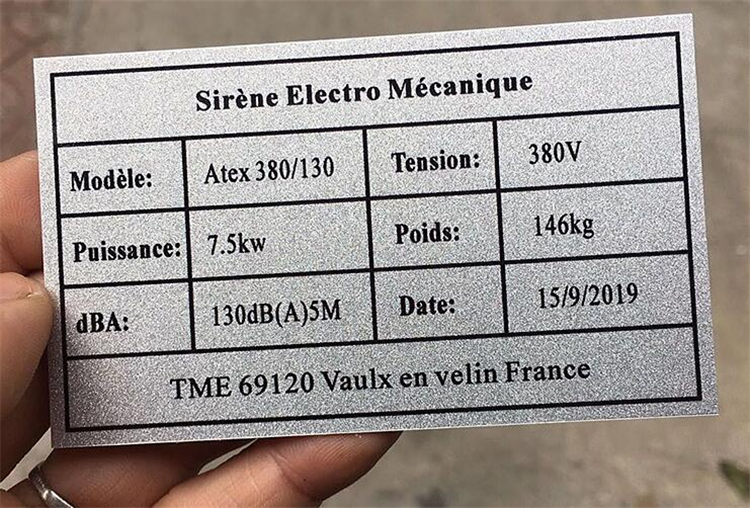 Sirène Electro Mécanique
Modèle: Atex 380/130 Tension: 380V
Puissance: 7.5kw Poids: 146kg
dBA: 130dB(A)5M Date: 15/9/2019
TME 69120 Vaulx en velin France